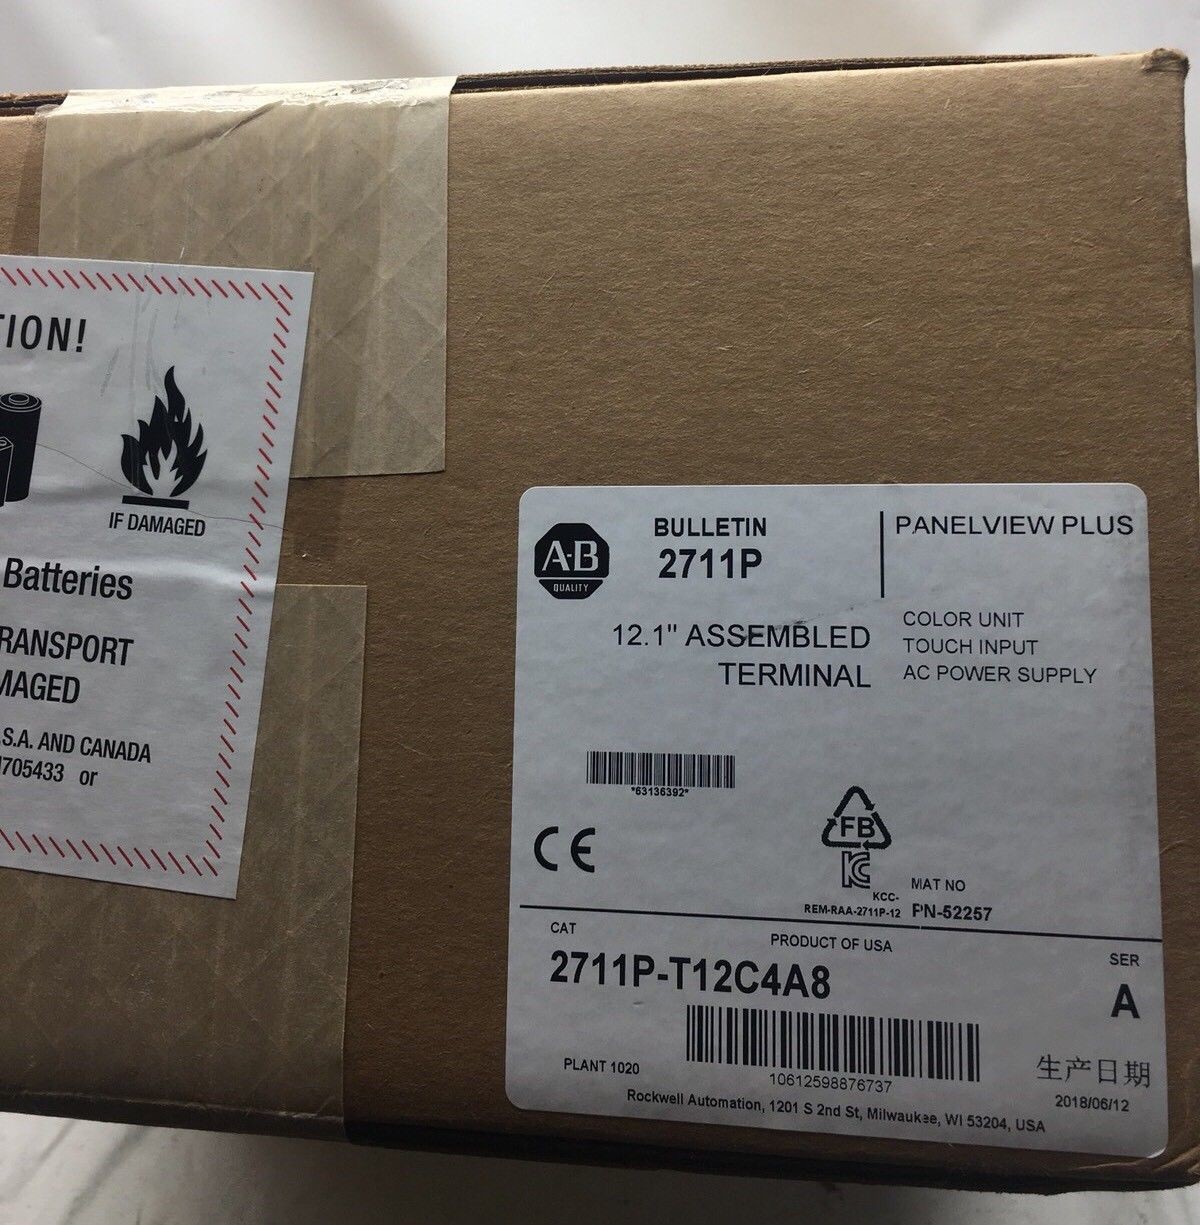 TION!
IF DAMAGED
Batteries
RANSPORT
MAGED
.S.A. AND CANADA
705433 or
A-B
QUALITY
BULLETIN
2711P
PANELVIEW PLUS
12.1" ASSEMBLED
TERMINAL
COLOR UNIT
TOUCH INPUT
AC POWER SUPPLY
*63136392*
CE
FB
KC
KCC-
REM-RAA-2711P-12
MAT NO
PN-52257
CAT
PRODUCT OF USA
SER
2711P-T12C4A8
A
PLANT 1020
10612598876737
生产日期
2018/06/12
Rockwell Automation, 1201 S 2nd St, Milwaukee, WI 53204, USA